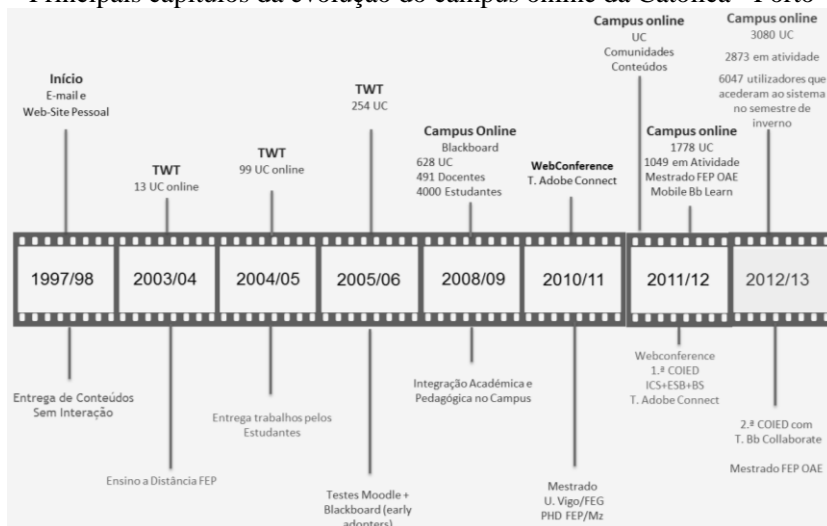 Principais capítulos da evolução do campus online da Católica - Porto
Início
E-mail e
Web-Site Pessoal
TWT
13 UC online
TWT
99 UC online
TWT
254 UC
Campus Online
Blackboard
628 UC
491 Docentes
4000 Estudantes
WebConference
T. Adobe Connect
Campus online
UC
Comunidades
Conteúdos
Campus online
1778 UC
1049 em Atividade
Mestrado FEP OAE
Mobile Bb Learn
Campus online
3080 UC
2873 em atividade
6047 utilizadores que
acederam ao sistema
no semestre de
inverno
1997/98
2003/04
2004/05
2005/06
2008/09
2010/11
2011/12
2012/13
Entrega de Conteúdos
Sem Interação
Ensino a Distância FEP
Entrega trabalhos pelos
Estudantes
Testes Moodle +
Blackboard (early
adopters)
Integração Académica e
Pedagógica no Campus
Mestrado
U. Vigo/FEG
PHD FEP/Mz
Webconference
1.ª COIED
ICS+ESB+BS
T. Adobe Connect
2.ª COIED com
T. Bb Collaborate
Mestrado FEP OAE